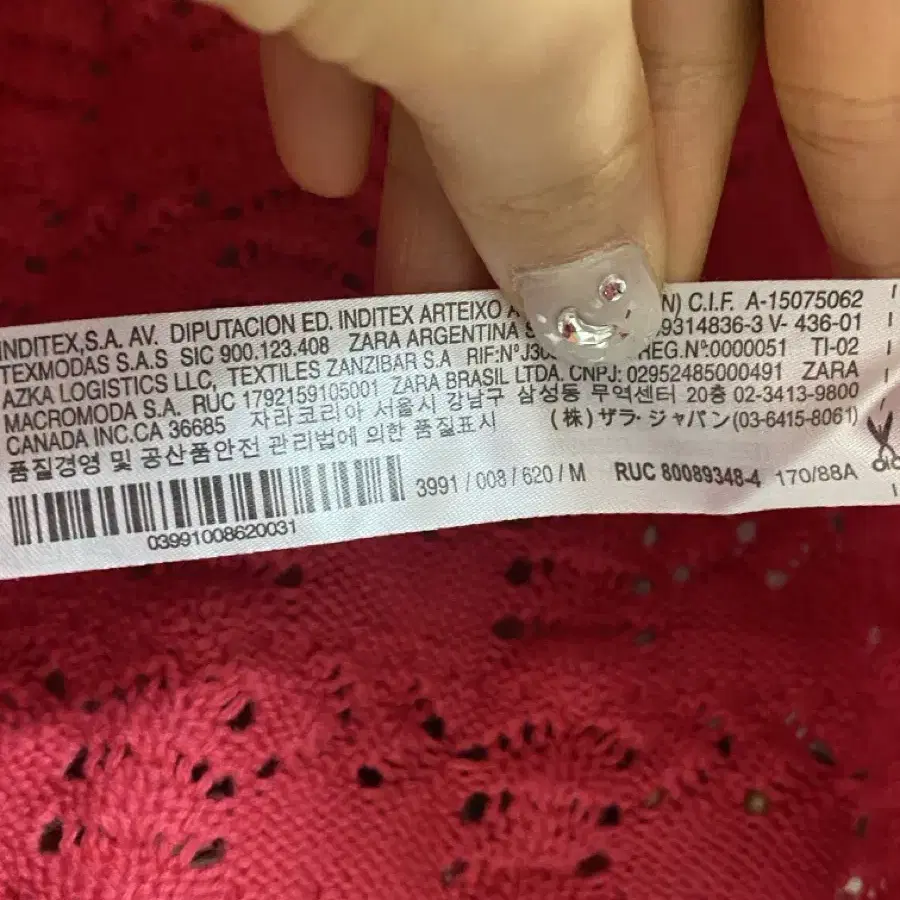 INDITEX,S.A. AV. DIPUTACION ED. INDITEX ARTEIXO A N) C.I.F. A-15075062
TEXMODAS S.A.S SIC 900.123.408 ZARA ARGENTINA S 9314836-3 V- 436-01
AZKA LOGISTICS LLC, TEXTILES ZANZIBAR S.A RIF:Nº REG.Nº:0000051 TI-02
MACROMODA S.A. RUC 1792159105001 ZARA BRASIL LTDA. CNPJ: 02952485000491 ZARA
CANADA INC.CA 36685 자라코리아 서울시 강남구 삼성동 무역센터 20층 02-3413-9800
품질경영 및 공산품안전 관리법에 의한 품질표시 (株) ザラ・ジャパン(03-6415-8061)
3991 / 008 / 620 / M RUC 80089348-4 170/88A
03991008620031